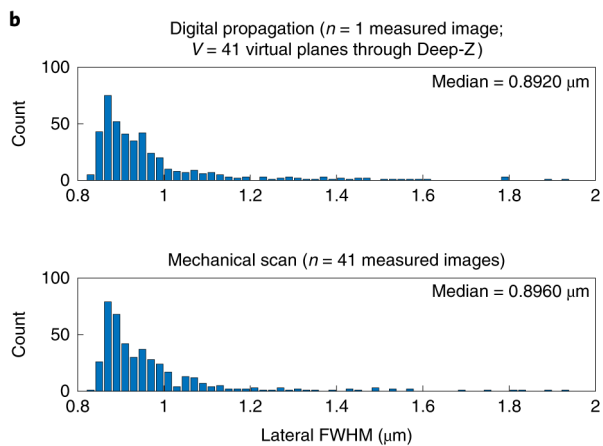 b
Digital propagation (n = 1 measured image;
V = 41 virtual planes through Deep-Z)
100
Median = 0.8920 μm
Count
50
0
0.8 1 1.2 1.4 1.6 1.8 2
Mechanical scan (n = 41 measured images)
100
Median = 0.8960 μm
Count
50
0
0.8 1 1.2 1.4 1.6 1.8 2
Lateral FWHM (μm)